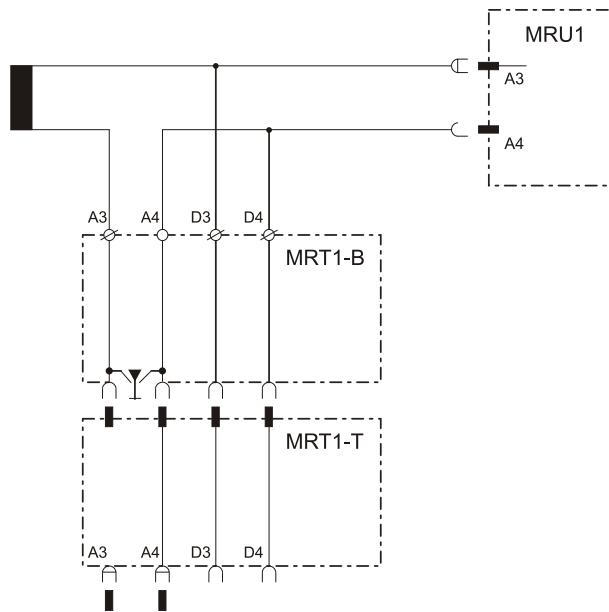 MRU1
A3
A4
A3 A4 D3 D4
MRT1-B
MRT1-T
A3 A4 D3 D4